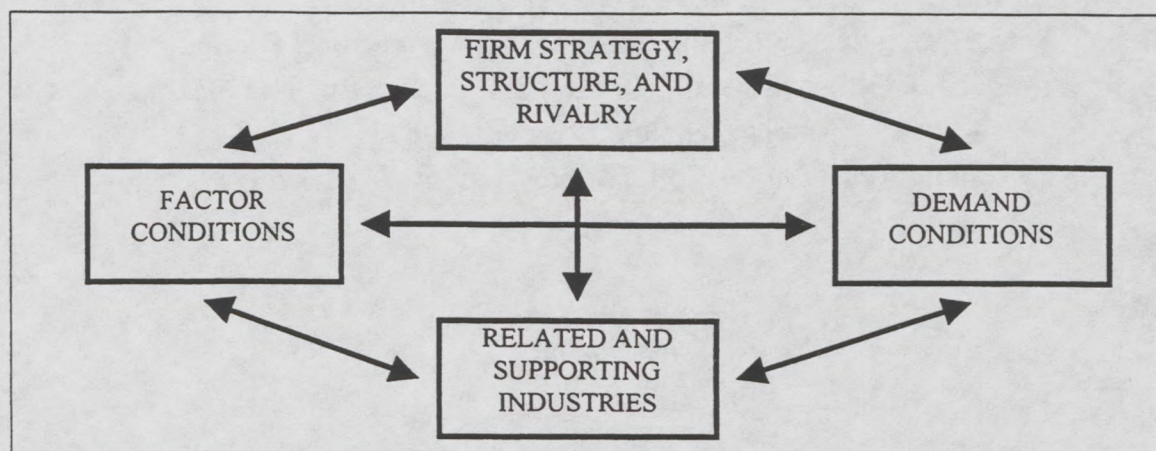 FIRM STRATEGY,
STRUCTURE, AND
RIVALRY
FACTOR
CONDITIONS
DEMAND
CONDITIONS
RELATED AND
SUPPORTING
INDUSTRIES